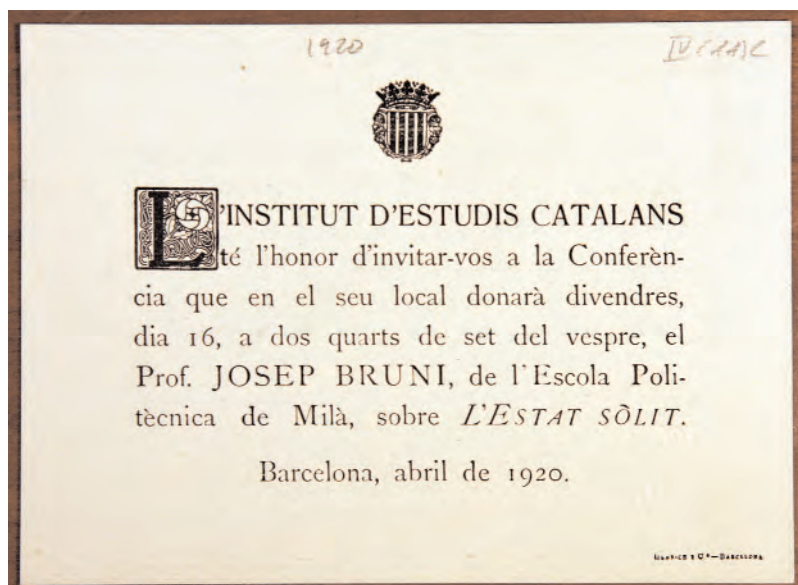 1920
L'INSTITUT D'ESTUDIS CATALANS
té l'honor d'invitar-vos a la Conferèn-
cia que en el seu local donarà divendres,
dia 16, a dos quarts de set del vespre, el
Prof. JOSEP BRUNI, de l'Escola Poli-
tècnica de Milà, sobre L'ESTAT SÒLIT.
Barcelona, abril de 1920.
Y Cª—BARCELONA